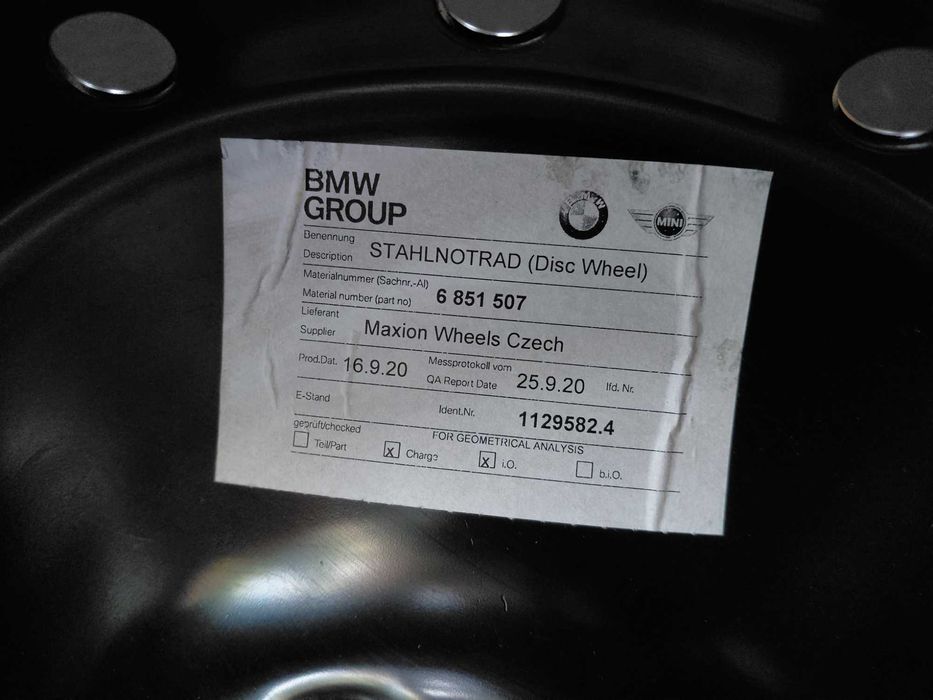 BMW
GROUP
BMW
MINI
Benennung
Description STAHLNOTRAD (Disc Wheel)
Materialnummer (Sachnr.-AI)
Material number (part no) 6 851 507
Lieferant
Supplier Maxion Wheels Czech
Prod.Dat. 16.9.20 Messprotokoll vom
QA Report Date 25.9.20 lfd. Nr.
E-Stand Ident.Nr. 1129582.4
geprüft/checked FOR GEOMETRICAL ANALYSIS
Teil/Part x Charge x i.O. b.i.O.